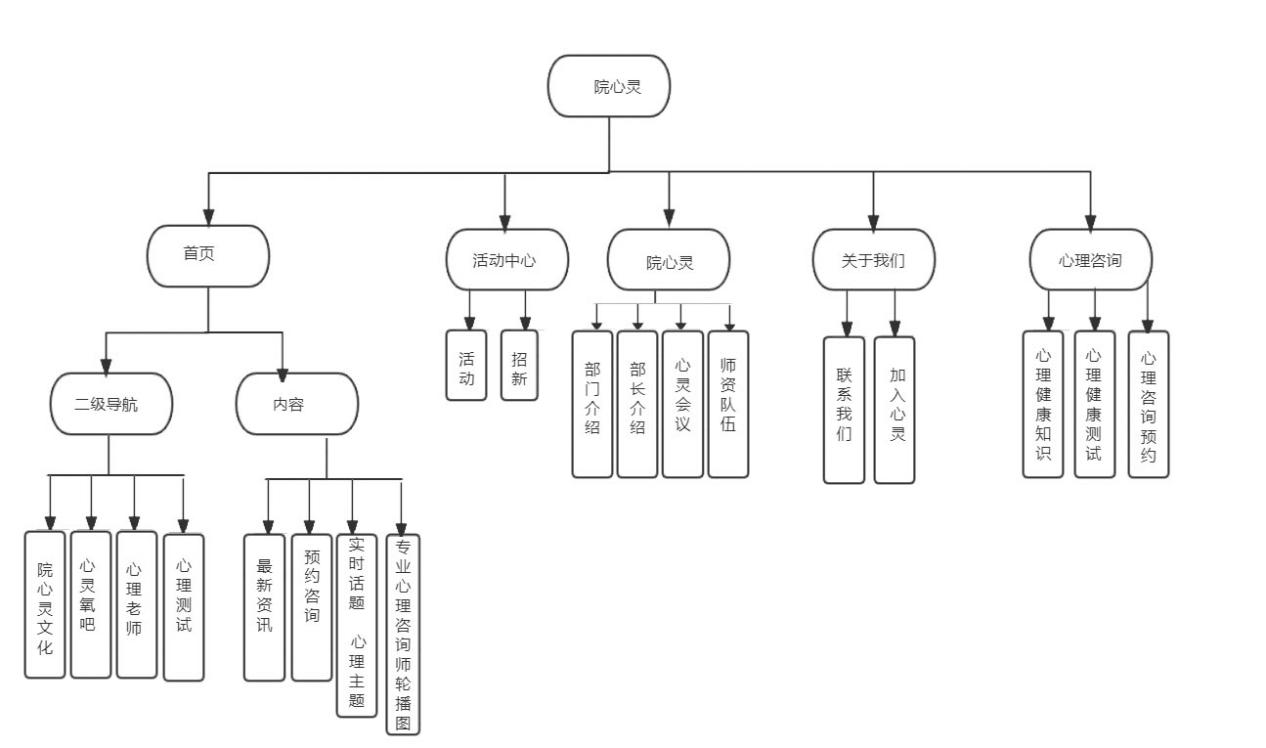 院心灵
首页
活动中心
院心灵
关于我们
心理咨询
活动
招新
部门介绍
部长介绍
心灵会议
师资队伍
联系我们
加入心灵
心理健康知识
心理健康测试
心理咨询预约
二级导航
内容
院心灵文化
心灵氧吧
心理老师
心理测试
最新资讯
预约咨询
实时话题 心理主题
专业心理咨询师轮播图